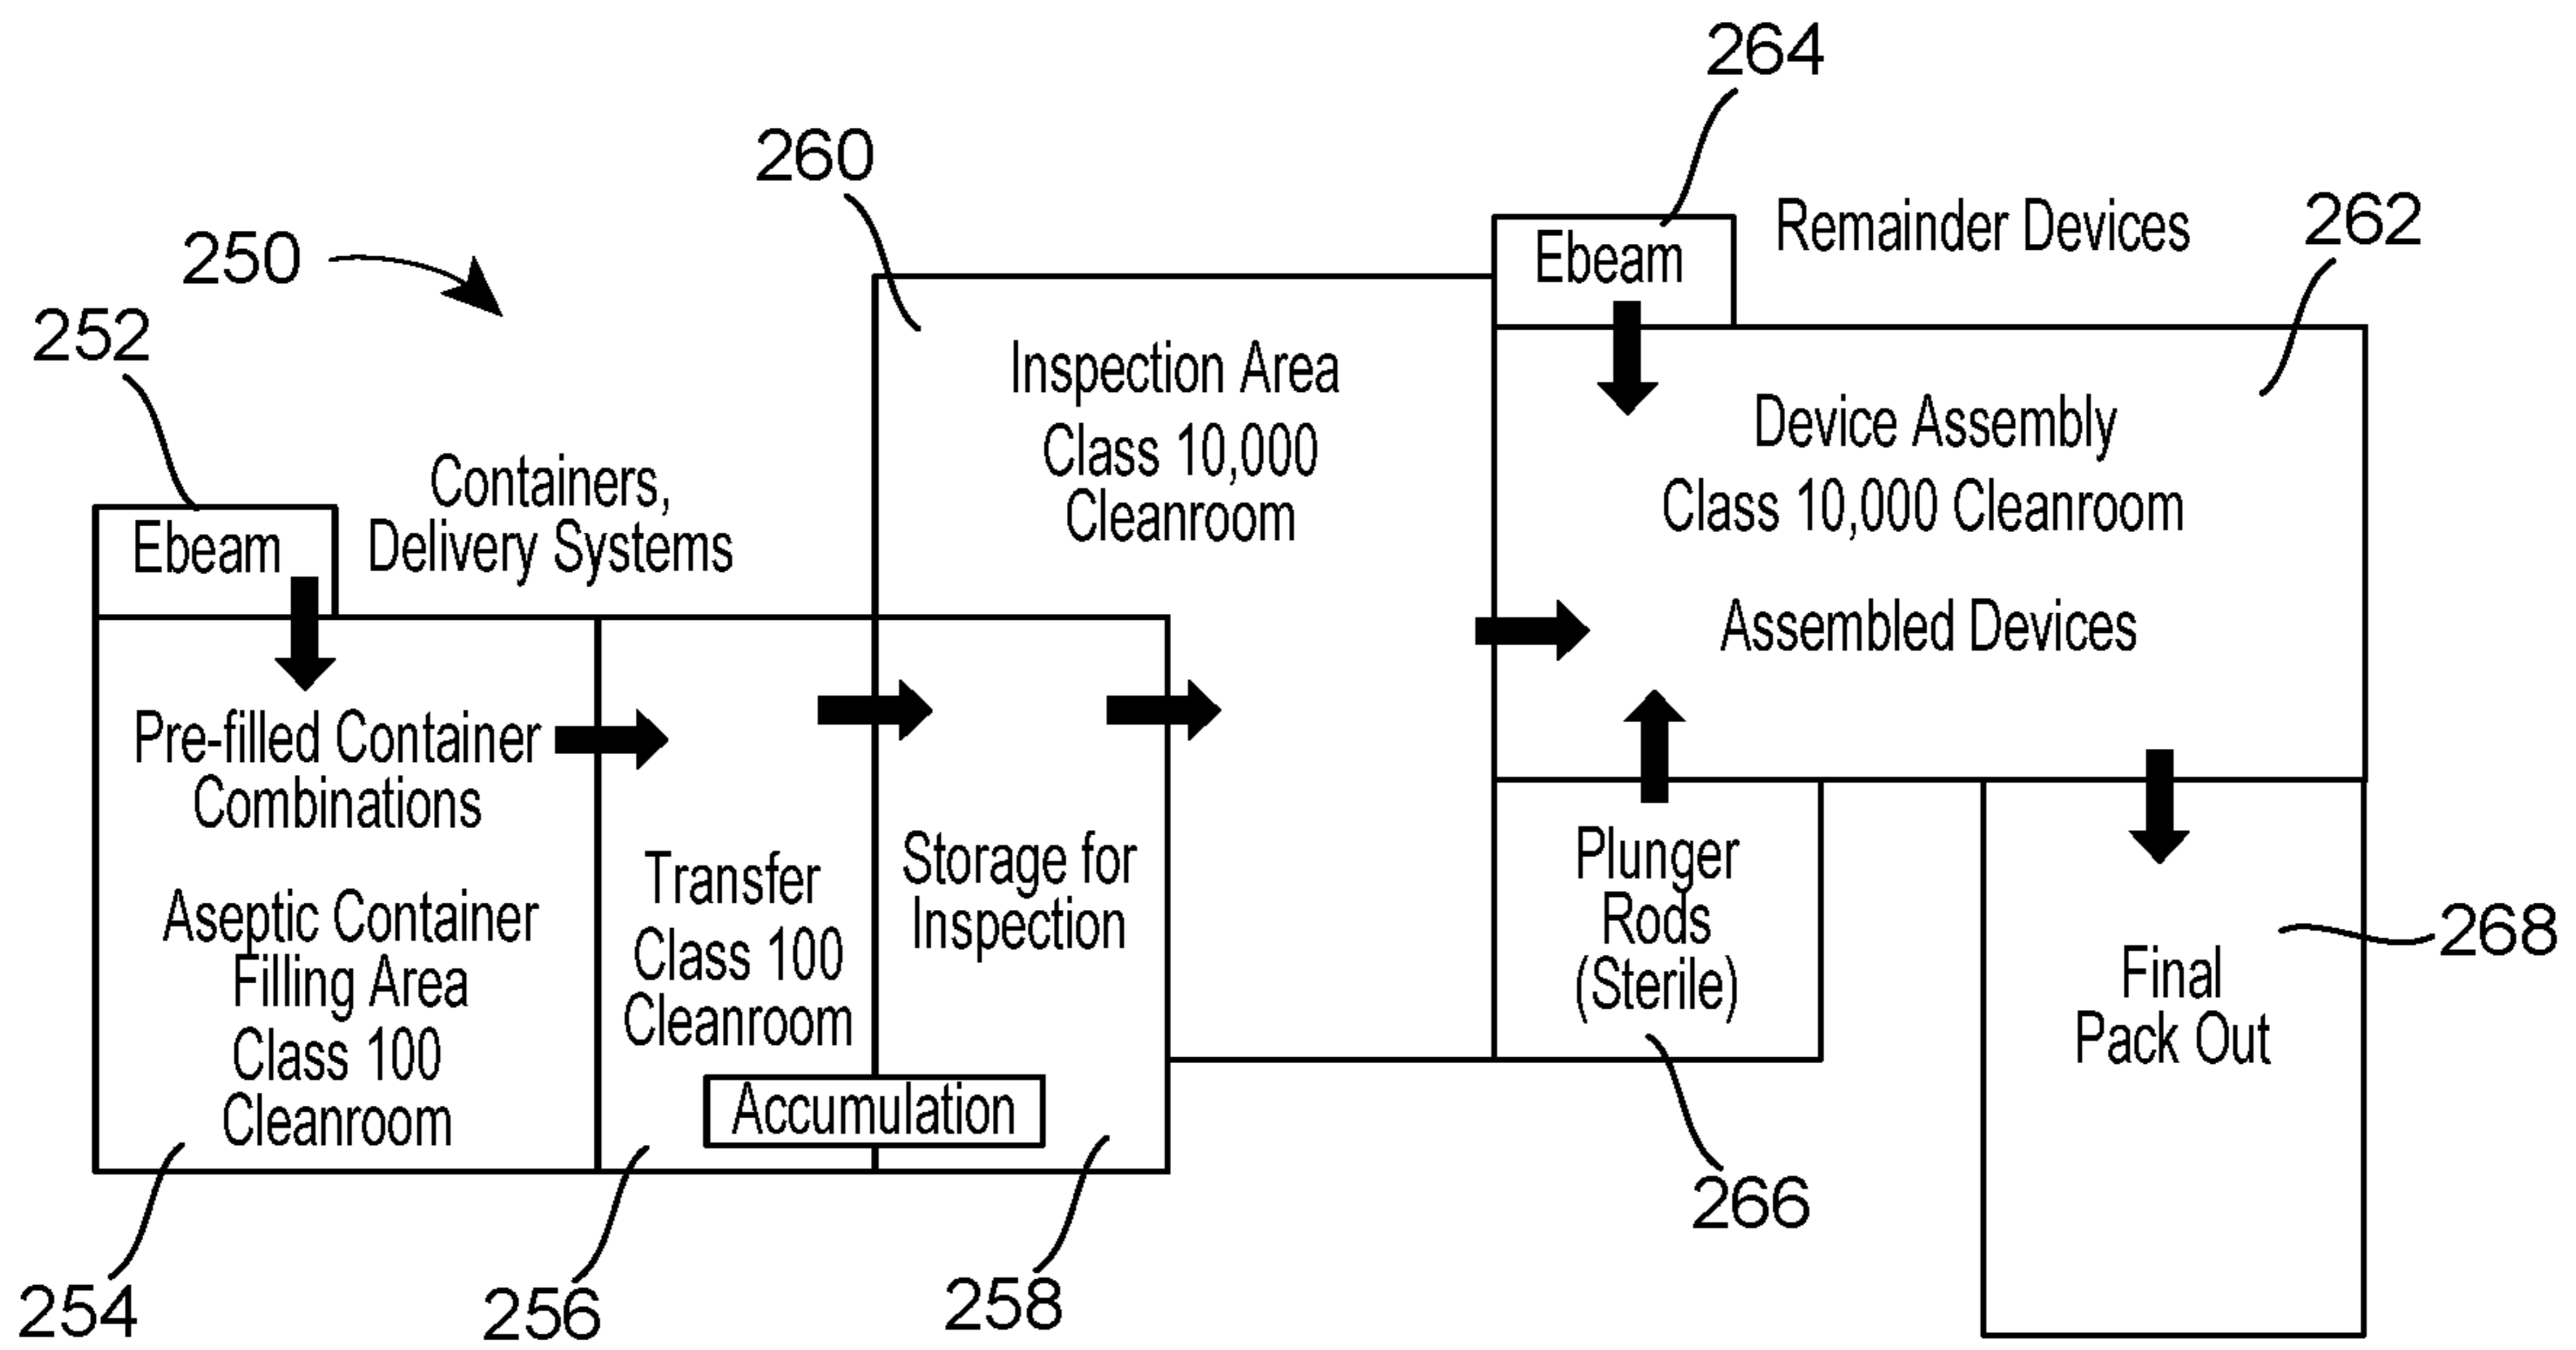 264
260
Remainder Devices
262
250
Ebeam
252
Inspection Area
Class 10,000
Cleanroom
Device Assembly
Class 10,000 Cleanroom
Assembled Devices
Containers,
Delivery Systems
Ebeam
Pre-filled Container
Combinations
Aseptic Container
Filling Area
Class 100
Cleanroom
Transfer
Class 100
Cleanroom
Storage for
Inspection
Accumulation
Plunger
Rods
(Sterile)
Final
Pack Out
268
266
254
256
258